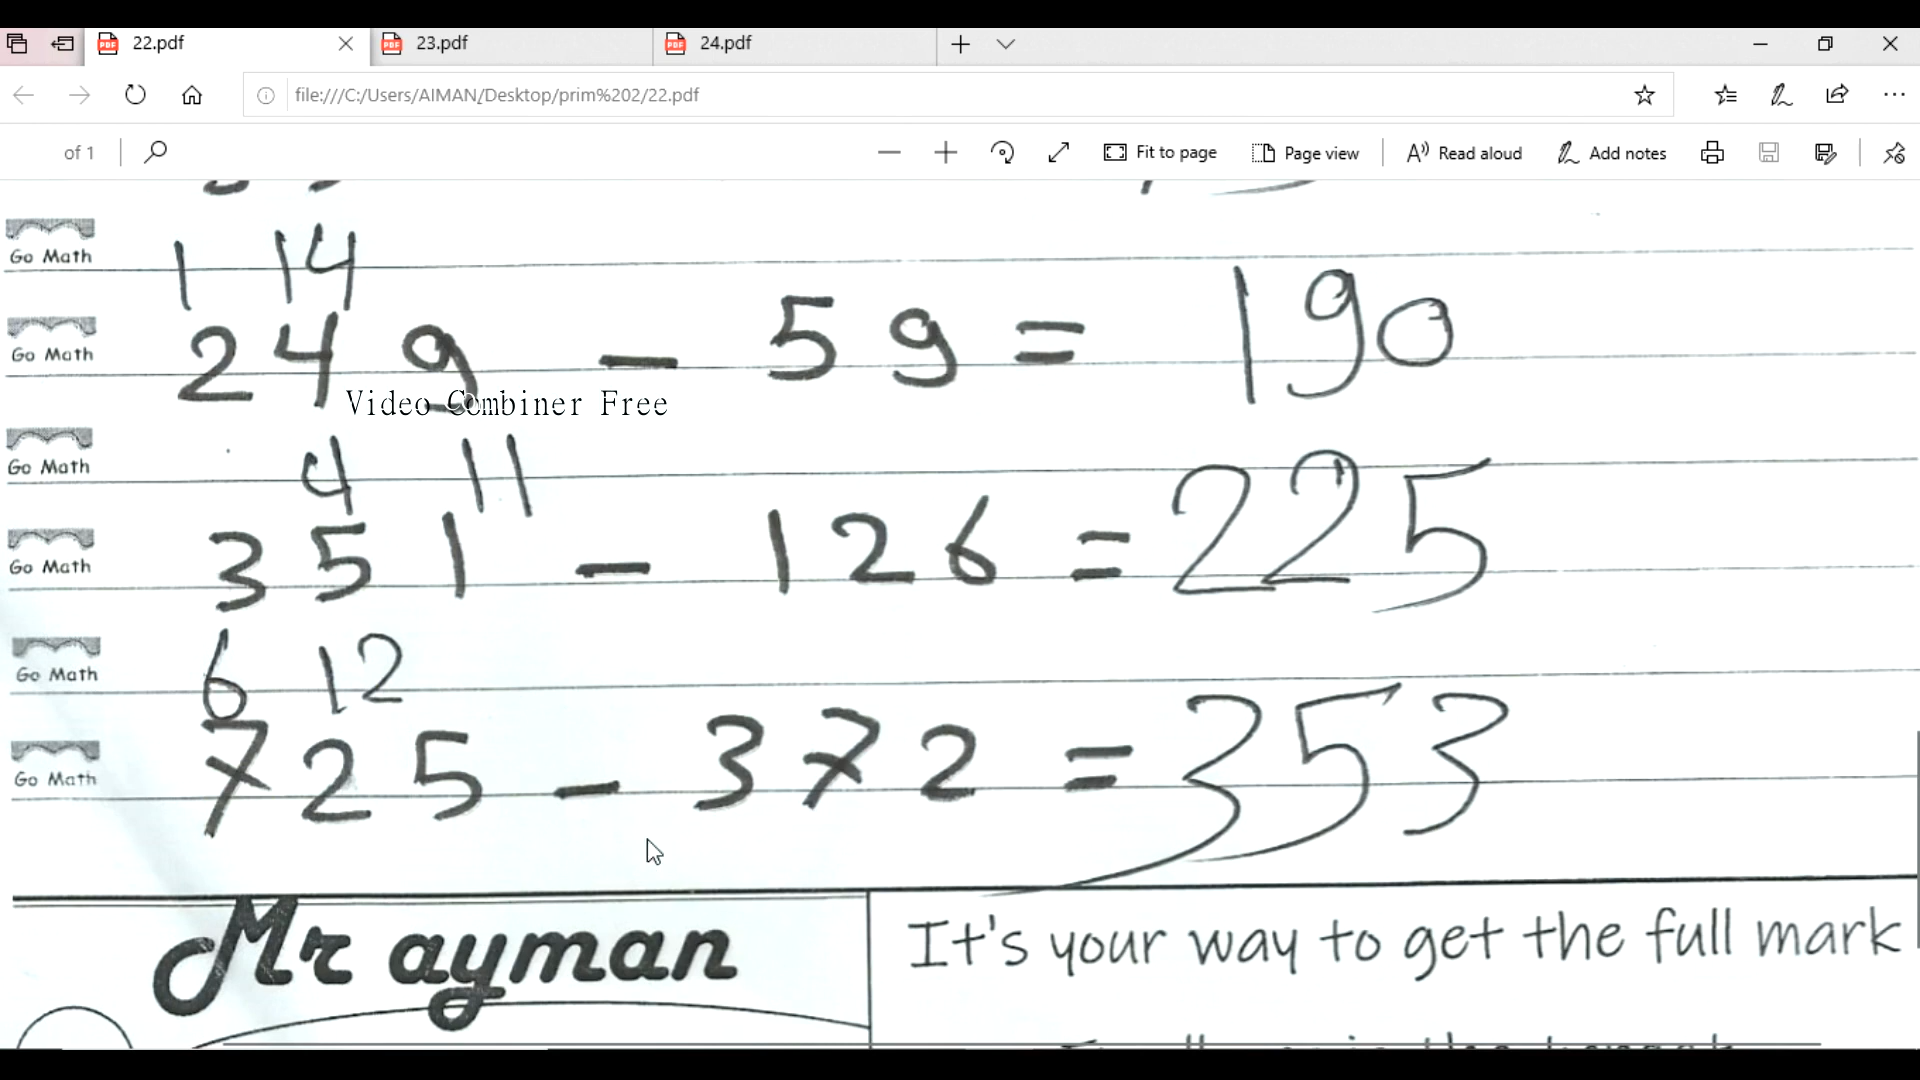 22.pdf
23.pdf
24.pdf
file:///C:/Users/AIMAN/Desktop/prim%202/22.pdf
of 1
Fit to page
Page view
Read aloud
Add notes
Go Math
1 14
Go Math
249 - 59 = 190
Video Combiner Free
Go Math
4 11
Go Math
351 - 126 = 225
Go Math
6 12
Go Math
725 - 372 = 353
Mr ayman
It's your way to get the full mark